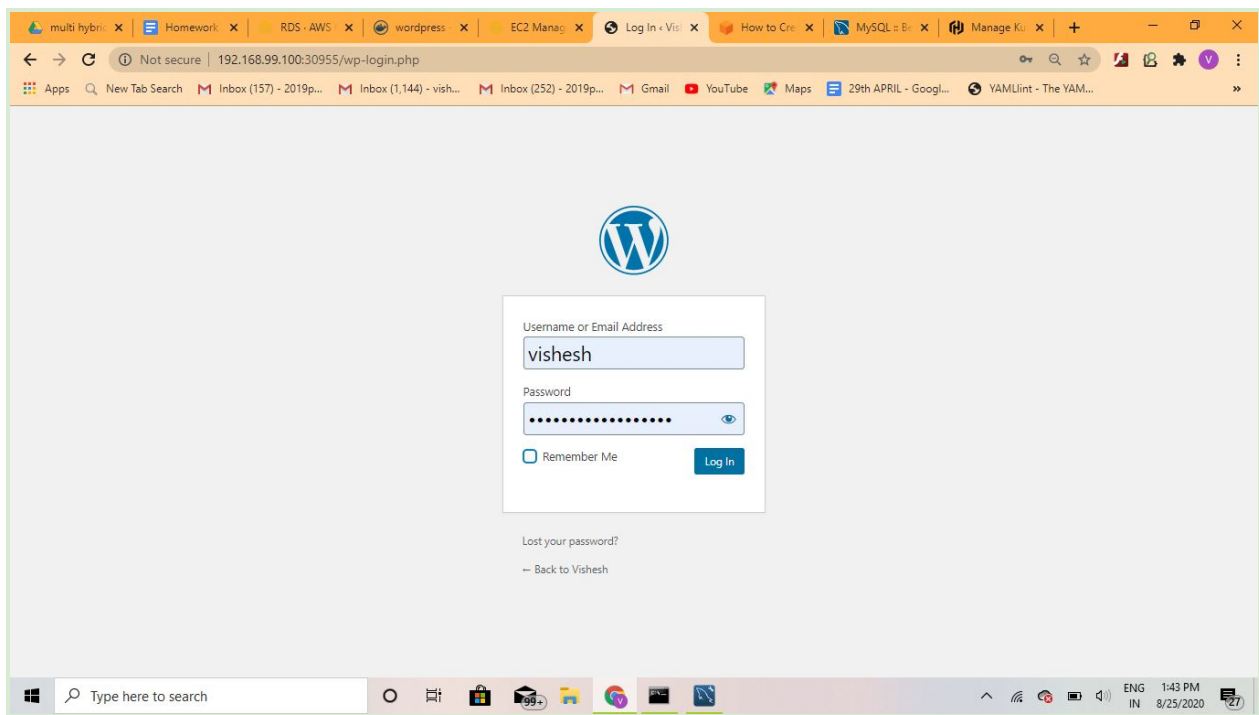 multi hybric
Homework
RDS · AWS
wordpress -
EC2 Manag
Log In ‹ Vis
How to Cre
MySQL :: Be
Manage Ku
Not secure | 192.168.99.100:30955/wp-login.php
V
Apps
New Tab Search
Inbox (157) - 2019p...
Inbox (1,144) - vish...
Inbox (252) - 2019p...
Gmail
YouTube
Maps
29th APRIL - Googl...
YAMLlint - The YAM...
»
Username or Email Address
vishesh
Password
Remember Me
Log In
Lost your password?
← Back to Vishesh
Type here to search
99+
ENG
IN
1:43 PM
8/25/2020
27